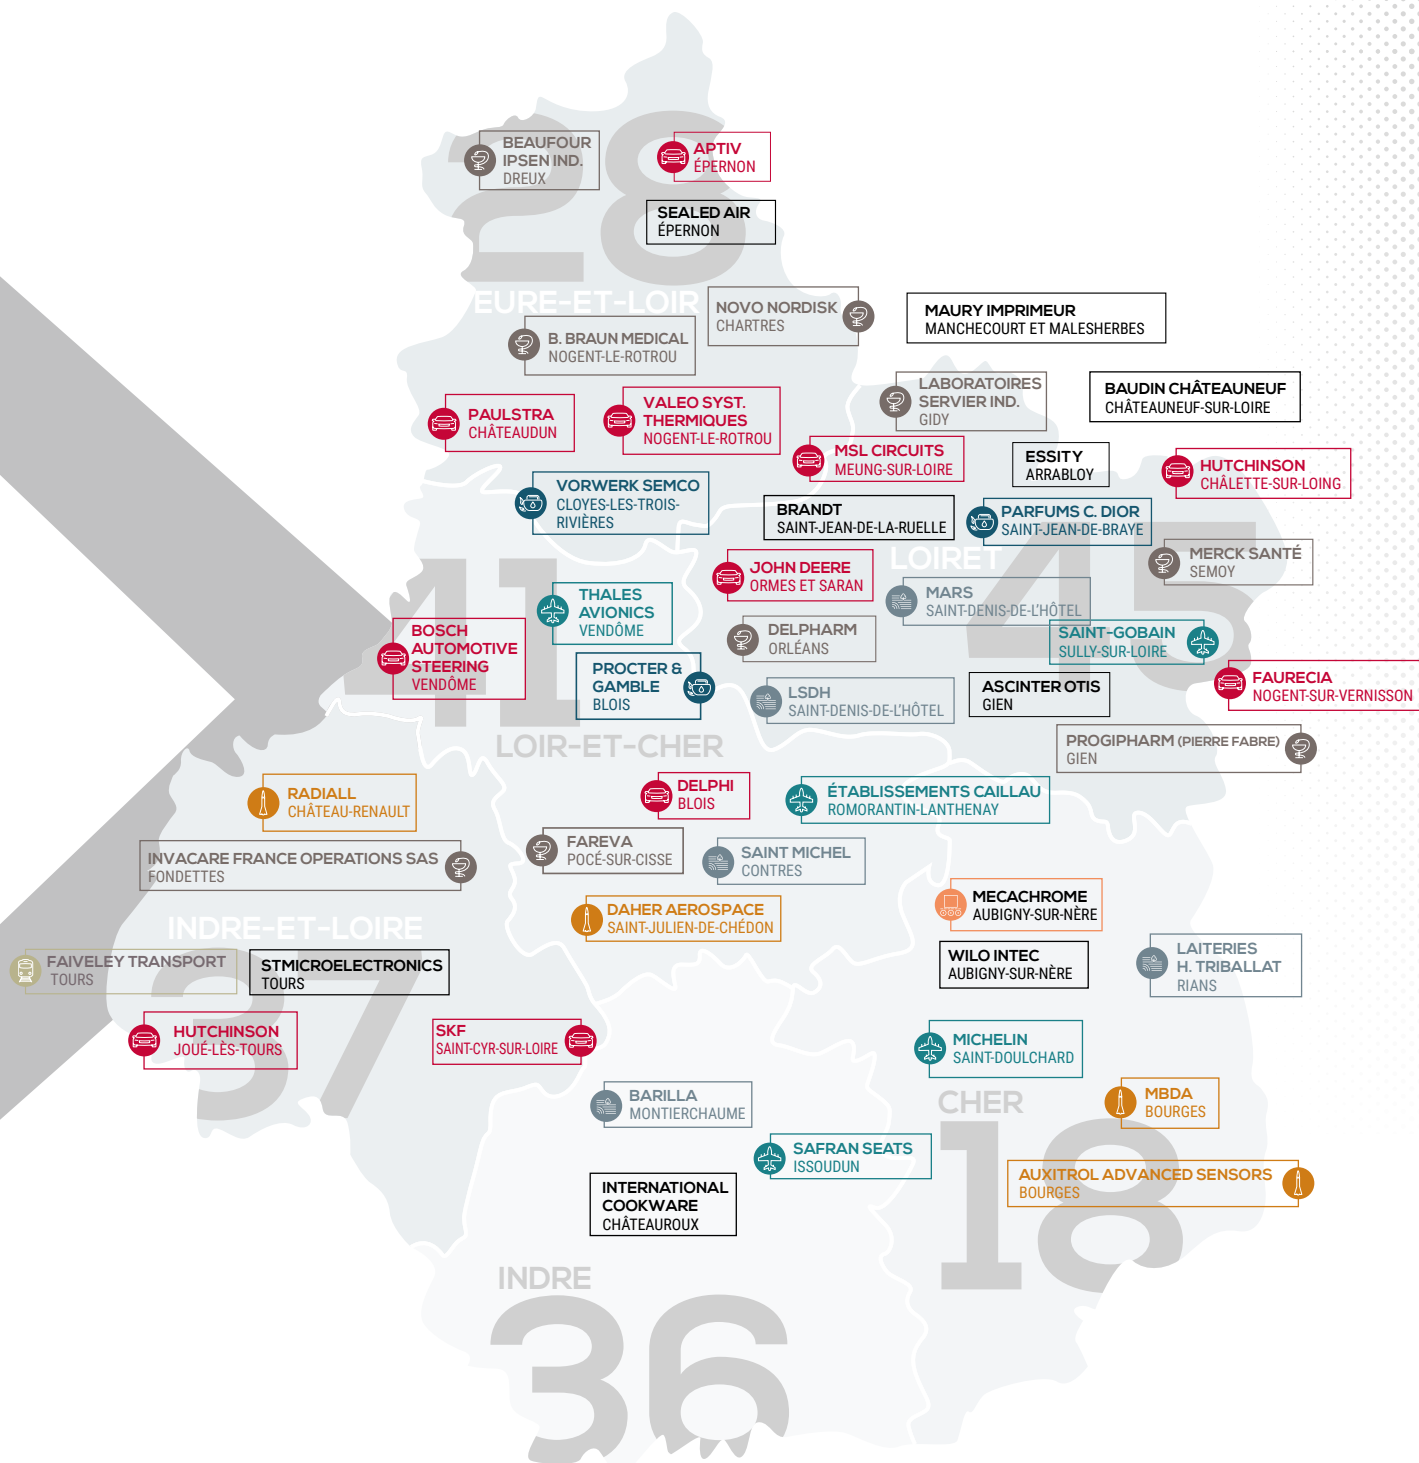 28
BEAUFOUR
IPSEN IND.
DREUX
APTIV
ÉPERNON
SEALED AIR
ÉPERNON
EURE-ET-LOIR
NOVO NORDISK
CHARTRES
MAURY IMPRIMEUR
MANCHECOURT ET MALESHERBES
B. BRAUN MEDICAL
NOGENT-LE-ROTROU
LABORATOIRES
SERVIER IND.
GIDY
BAUDIN CHÂTEAUNEUF
CHÂTEAUNEUF-SUR-LOIRE
PAULSTRA
CHÂTEAUDUN
VALEO SYST.
THERMIQUES
NOGENT-LE-ROTROU
MSL CIRCUITS
MEUNG-SUR-LOIRE
ESSITY
ARRABLOY
HUTCHINSON
CHÂLETTE-SUR-LOING
VORWERK SEMCO
CLOYES-LES-TROIS-
RIVIÈRES
BRANDT
SAINT-JEAN-DE-LA-RUELLE
PARFUMS C. DIOR
SAINT-JEAN-DE-BRAYE
LOIRET
45
MERCK SANTÉ
SEMOY
JOHN DEERE
ORMES ET SARAN
MARS
SAINT-DENIS-DE-L'HÔTEL
41
THALES
AVIONICS
VENDÔME
BOSCH
AUTOMOTIVE
STEERING
VENDÔME
DELPHARM
ORLÉANS
SAINT-GOBAIN
SULLY-SUR-LOIRE
PROCTER &
GAMBLE
BLOIS
LSDH
SAINT-DENIS-DE-L'HÔTEL
ASCINTER OTIS
GIEN
FAURECIA
NOGENT-SUR-VERNISSON
LOIR-ET-CHER
PROGIPHARM (PIERRE FABRE)
GIEN
RADIALL
CHÂTEAU-RENAULT
DELPHI
BLOIS
ÉTABLISSEMENTS CAILLAU
ROMORANTIN-LANTHENAY
INVACARE FRANCE OPERATIONS SAS
FONDETTES
FAREVA
POCÉ-SUR-CISSE
SAINT MICHEL
CONTRES
MECACHROME
AUBIGNY-SUR-NÈRE
DAHER AEROSPACE
SAINT-JULIEN-DE-CHÉDON
INDRE-ET-LOIRE
37
FAIVELEY TRANSPORT
TOURS
STMICROELECTRONICS
TOURS
WILO INTEC
AUBIGNY-SUR-NÈRE
LAITERIES
H. TRIBALLAT
RIANS
HUTCHINSON
JOUÉ-LÈS-TOURS
SKF
SAINT-CYR-SUR-LOIRE
MICHELIN
SAINT-DOULCHARD
BARILLA
MONTIERCHAUME
CHER
18
MBDA
BOURGES
SAFRAN SEATS
ISSOUDUN
AUXITROL ADVANCED SENSORS
BOURGES
INTERNATIONAL
COOKWARE
CHÂTEAUROUX
INDRE
36